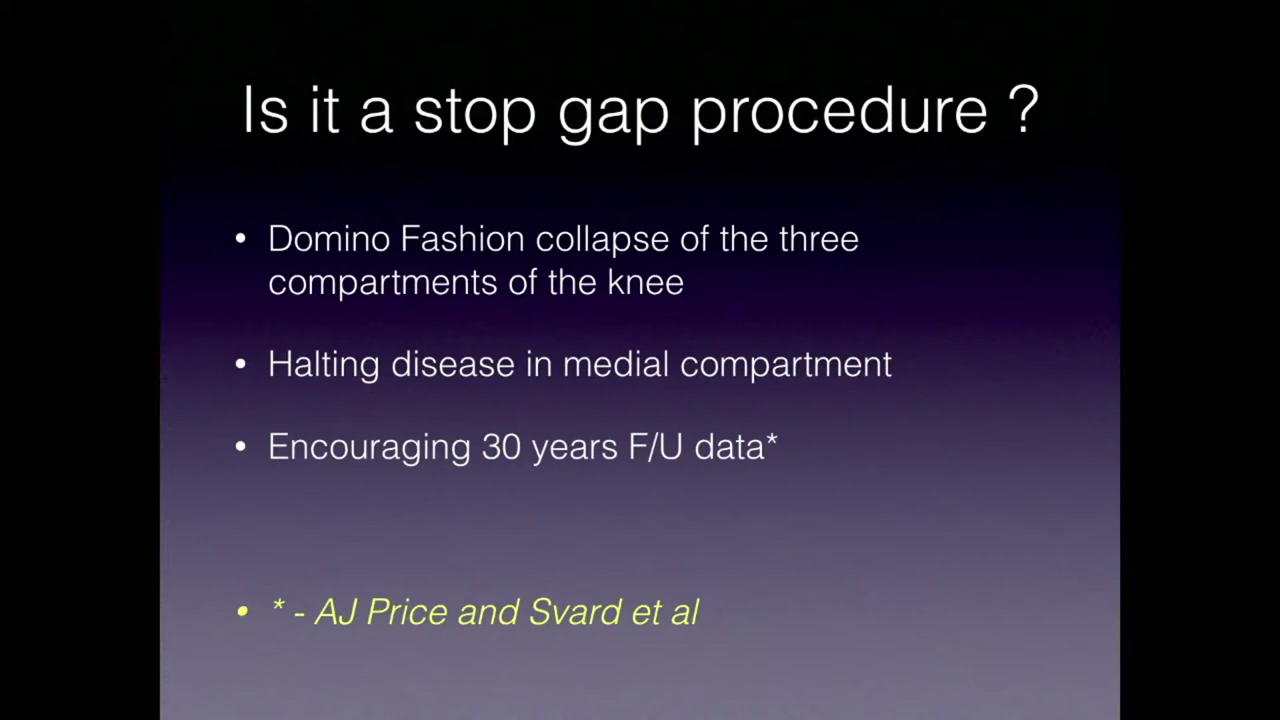 Is it a stop gap procedure ?
• Domino Fashion collapse of the three
compartments of the knee
• Halting disease in medial compartment
• Encouraging 30 years F/U data*
• * - AJ Price and Svard et al